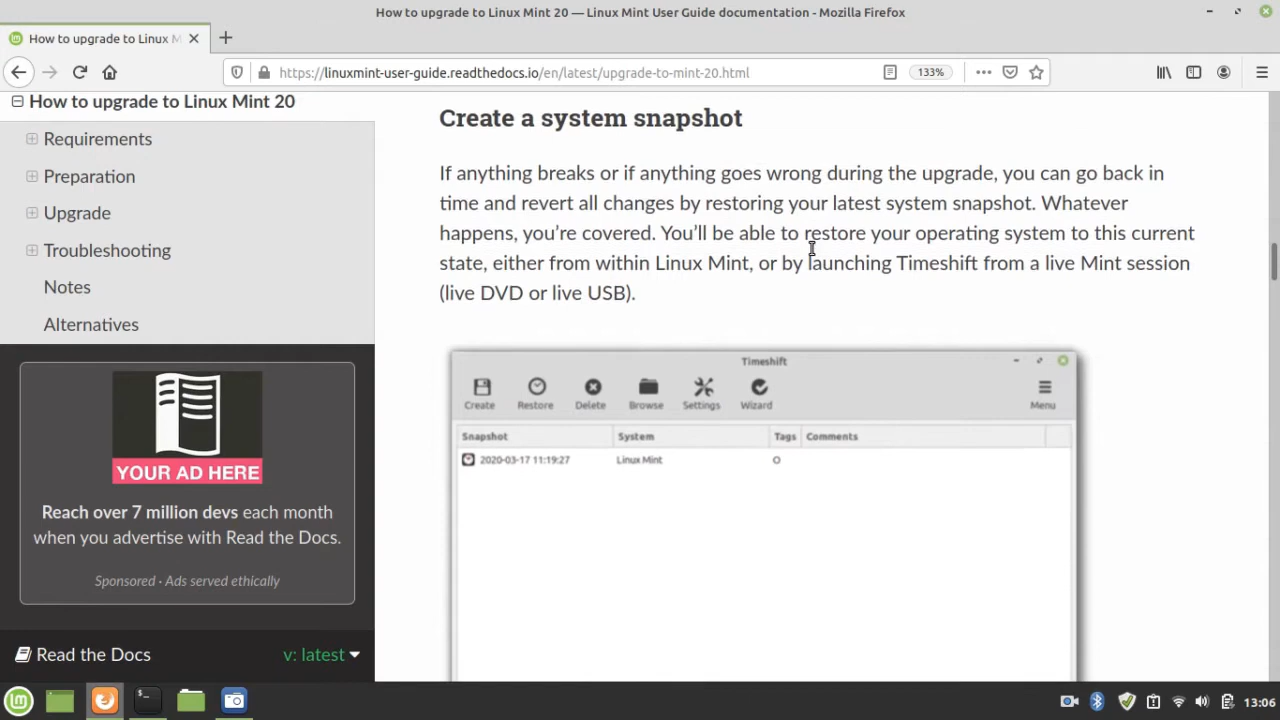 How to upgrade to Linux Mint 20 — Linux Mint User Guide documentation - Mozilla Firefox
How to upgrade to Linux M
https://linuxmint-user-guide.readthedocs.io/en/latest/upgrade-to-mint-20.html
133%
How to upgrade to Linux Mint 20
Requirements
Preparation
Upgrade
Troubleshooting
Notes
Alternatives
YOUR AD HERE
Reach over 7 million devs each month
when you advertise with Read the Docs.
Sponsored · Ads served ethically
Read the Docs
v: latest
Create a system snapshot
If anything breaks or if anything goes wrong during the upgrade, you can go back in
time and revert all changes by restoring your latest system snapshot. Whatever
happens, you’re covered. You’ll be able to restore your operating system to this current
state, either from within Linux Mint, or by launching Timeshift from a live Mint session
(live DVD or live USB).
Timeshift
Create Restore Delete Browse Settings Wizard Menu
Snapshot System Tags Comments
2020-03-17 11:19:27 Linux Mint O
13:06